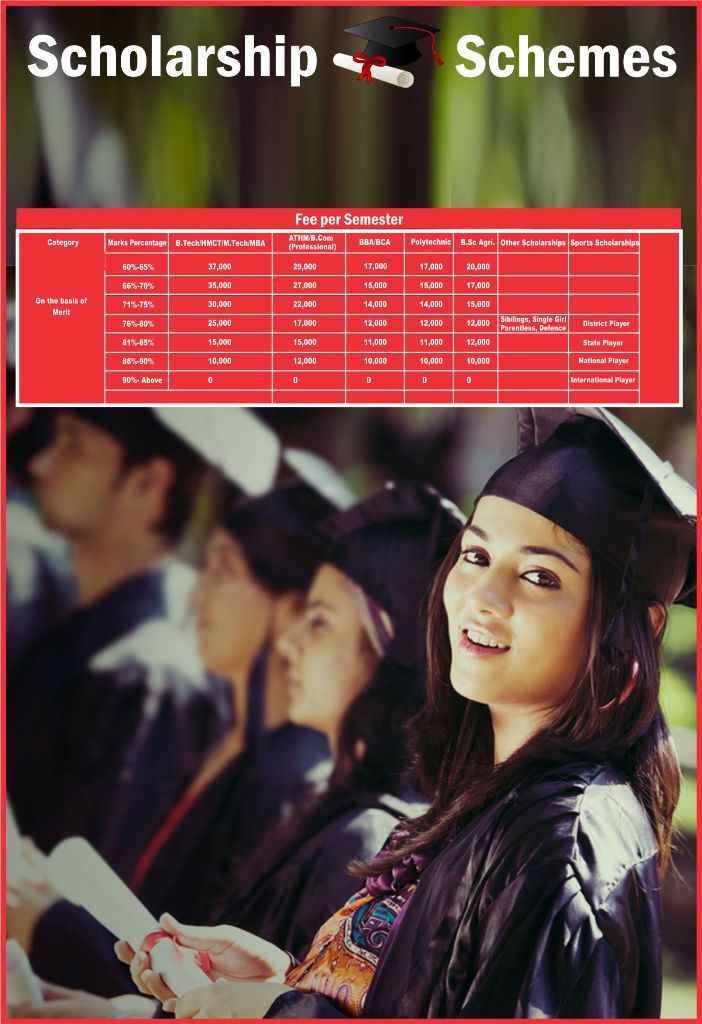 Scholarship Schemes
Fee per Semester
Category Marks Percentage B.Tech/HMCT/M.Tech/MBA ATHM/B.Com (Professional) BBA/BCA Polytechnic B.Sc Agri. Other Scholarships Sports Scholarships
60%-65% 37,000 29,000 17,000 17,000 20,000
66%-70% 35,000 27,000 15,000 15,000 17,000
On the basis of Merit
71%-75% 30,000 22,000 14,000 14,000 15,000
76%-80% 25,000 17,000 12,000 12,000 12,000 Sibilings, Single Girl Parentless, Defence District Player
81%-85% 15,000 15,000 11,000 11,000 12,000 State Player
86%-90% 10,000 12,000 10,000 10,000 10,000 National Player
90%- Above 0 0 0 0 0 International Player